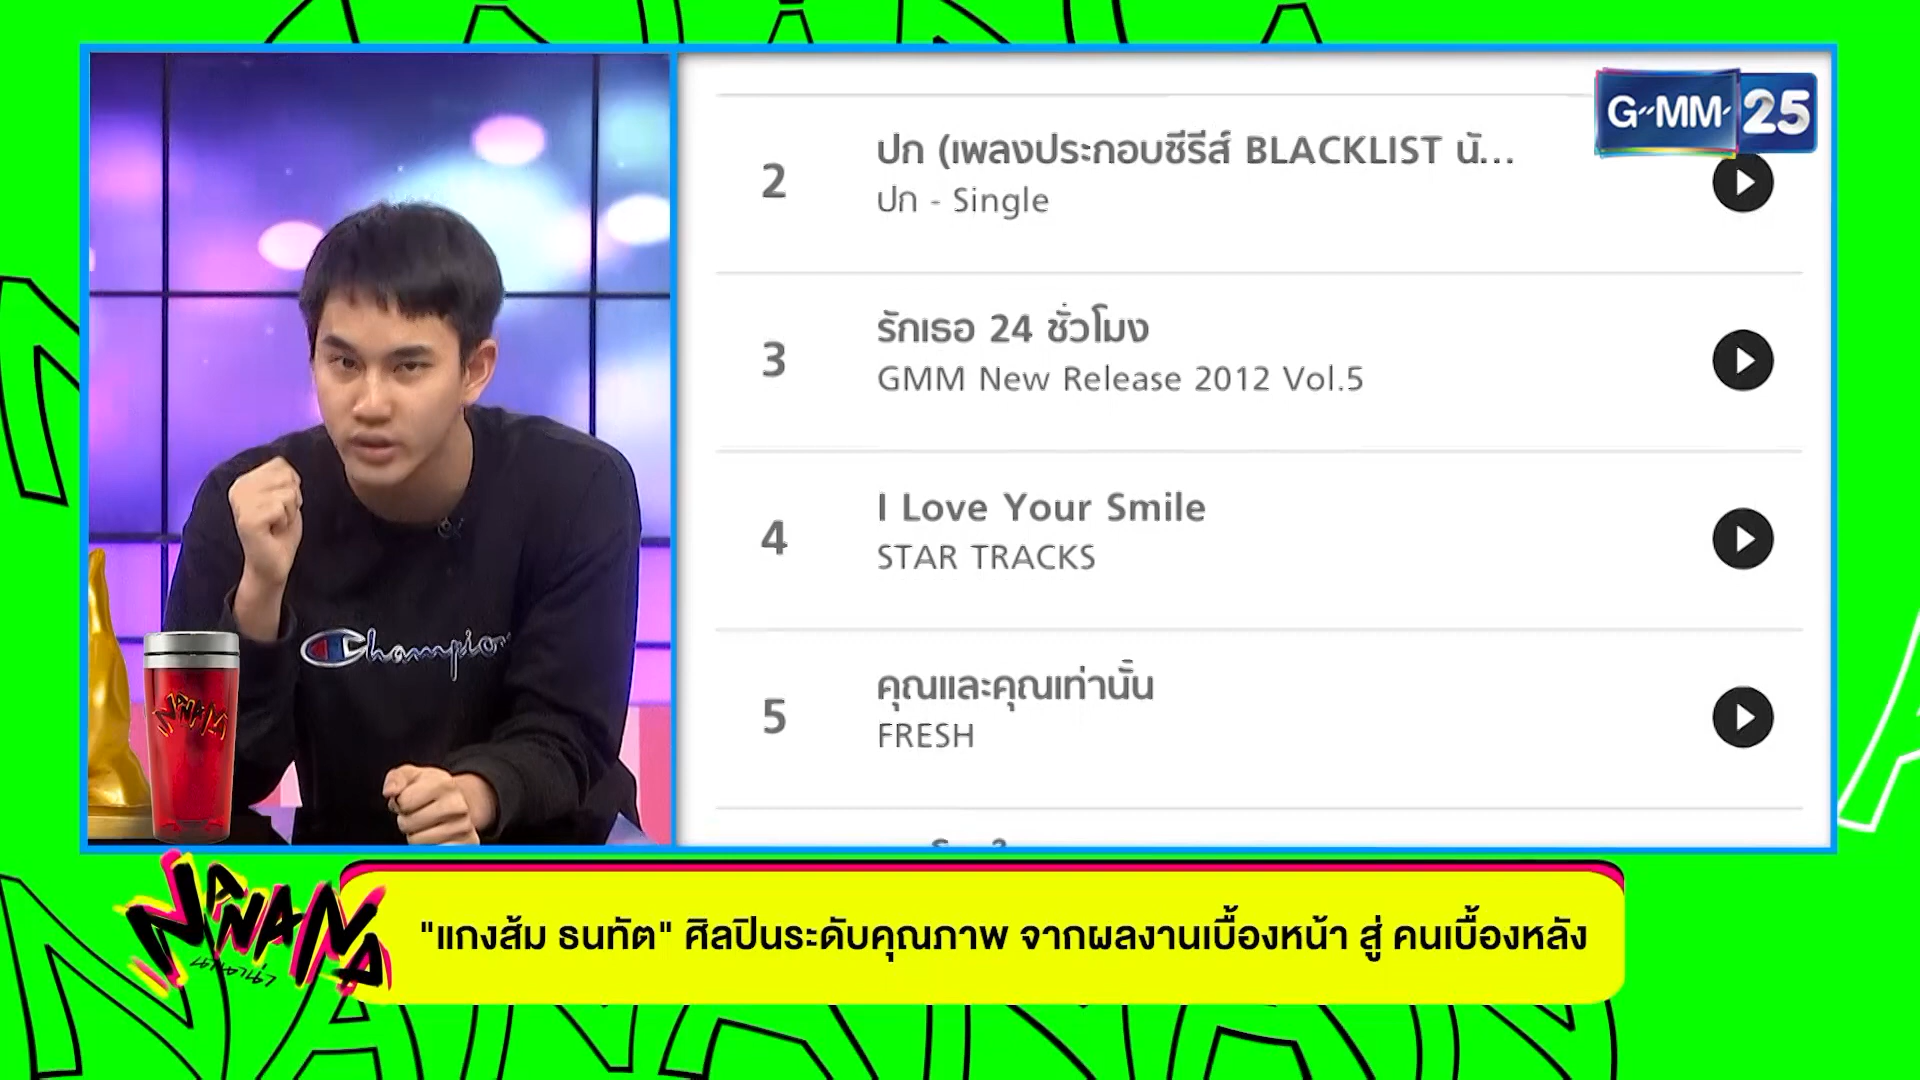 GMM 25
2
ปก (เพลงประกอบซีรีส์ BLACKLIST นั...
ปก - Single
3
รักเธอ 24 ชั่วโมง
GMM New Release 2012 Vol.5
4
I Love Your Smile
STAR TRACKS
5
คุณและคุณเท่านั้น
FRESH
Champion
NANANA
NANANA
"แกงส้ม ธนทัต" ศิลปินระดับคุณภาพ จากผลงานเบื้องหน้า สู่ คนเบื้องหลัง